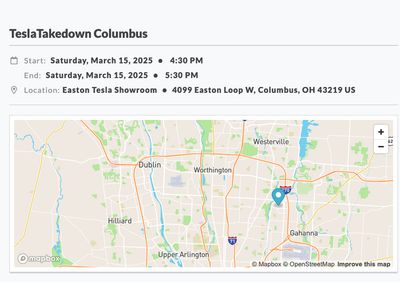 TeslaTakedown Columbus
Start: Saturday, March 15, 2025 • 4:30 PM
End: Saturday, March 15, 2025 • 5:30 PM
Location: Easton Tesla Showroom • 4099 Easton Loop W, Columbus, OH 43219 US
Westerville
Dublin
Worthington
Hilliard
Gahanna
Upper Arlington
+
−
mapbox
© Mapbox © OpenStreetMap Improve this map